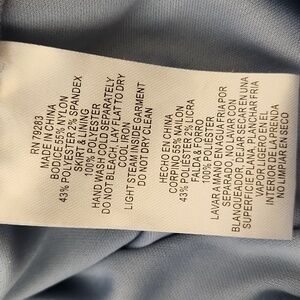 RN 79283
MADE IN CHINA
BODICE 55% NYLON
43% POLYESTER 2% SPANDEX
SKIRT & LINING
100% POLYESTER
HAND WASH COLD SEPARATELY
DO NOT BLEACH, LAY FLAT TO DRY
COOL IRON
LIGHT STEAM INSIDE GARMENT
DO NOT DRY CLEAN
HECHO EN CHINA
CORPINO 55% NAILON
43% POLIESTER 2% LICRA
FALDA & FORRO
100% POLIESTER
LAVAR A MANO EN AGUA FRIA POR
SEPARADO, NO LAVAR CON
BLANQUEADOR, DEJAR SECAR EN UNA
SUPERFICIE PLANA, PLANCHAR FRIA
VAPOR LIGERO EN EL
INTERIOR DE LA PRENDA
NO LIMPIAR EN SECO